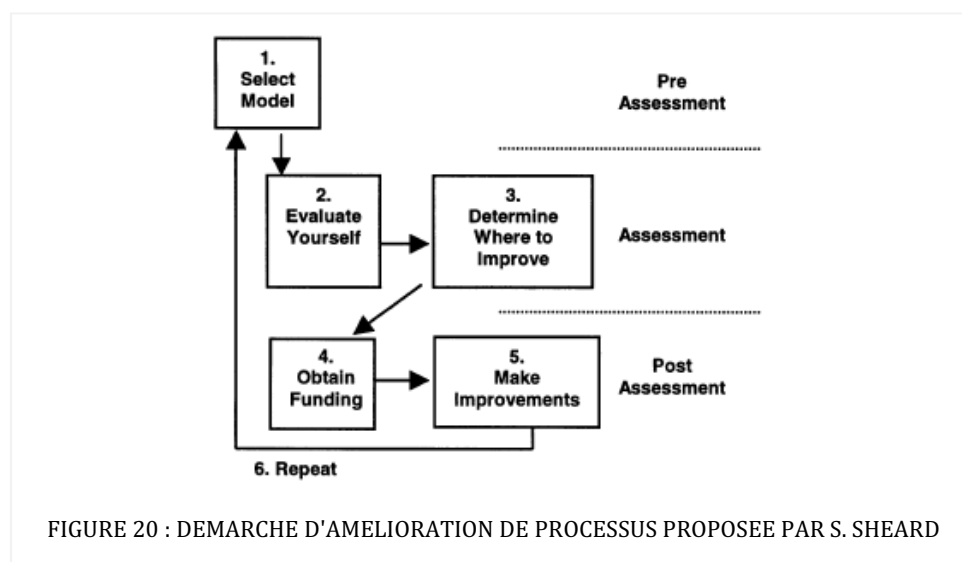 1.
Select
Model
Pre
Assessment
2.
Evaluate
Yourself
3.
Determine
Where to
Improve
Assessment
4.
Obtain
Funding
5.
Make
Improvements
Post
Assessment
6. Repeat
FIGURE 20 : DEMARCHE D'AMELIORATION DE PROCESSUS PROPOSEE PAR S. SHEARD